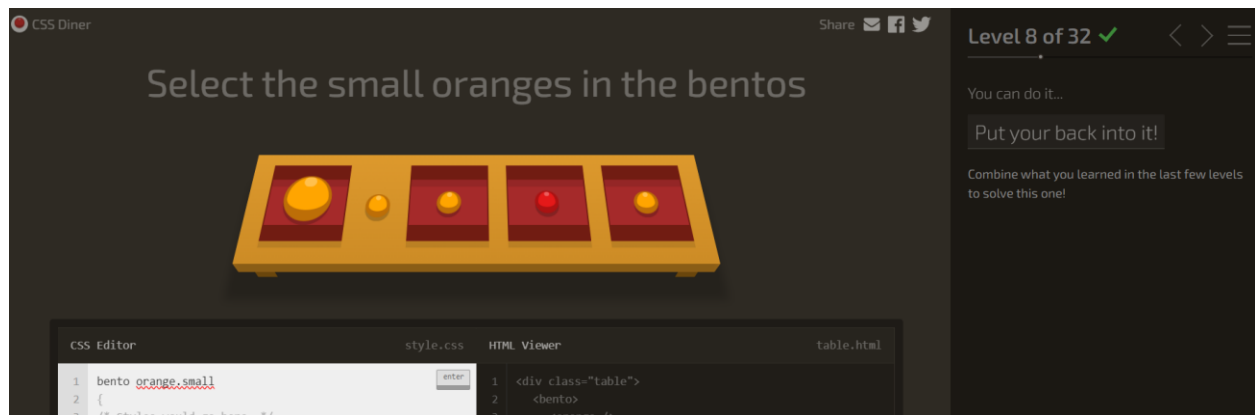 CSS Diner
Share
Select the small oranges in the bentos
Level 8 of 32
You can do it...
Put your back into it!
Combine what you learned in the last few levels
to solve this one!
CSS Editor style.css
HTML Viewer table.html
1 bento orange.small
enter
2 {
1 <div class="table">
2 <bento>